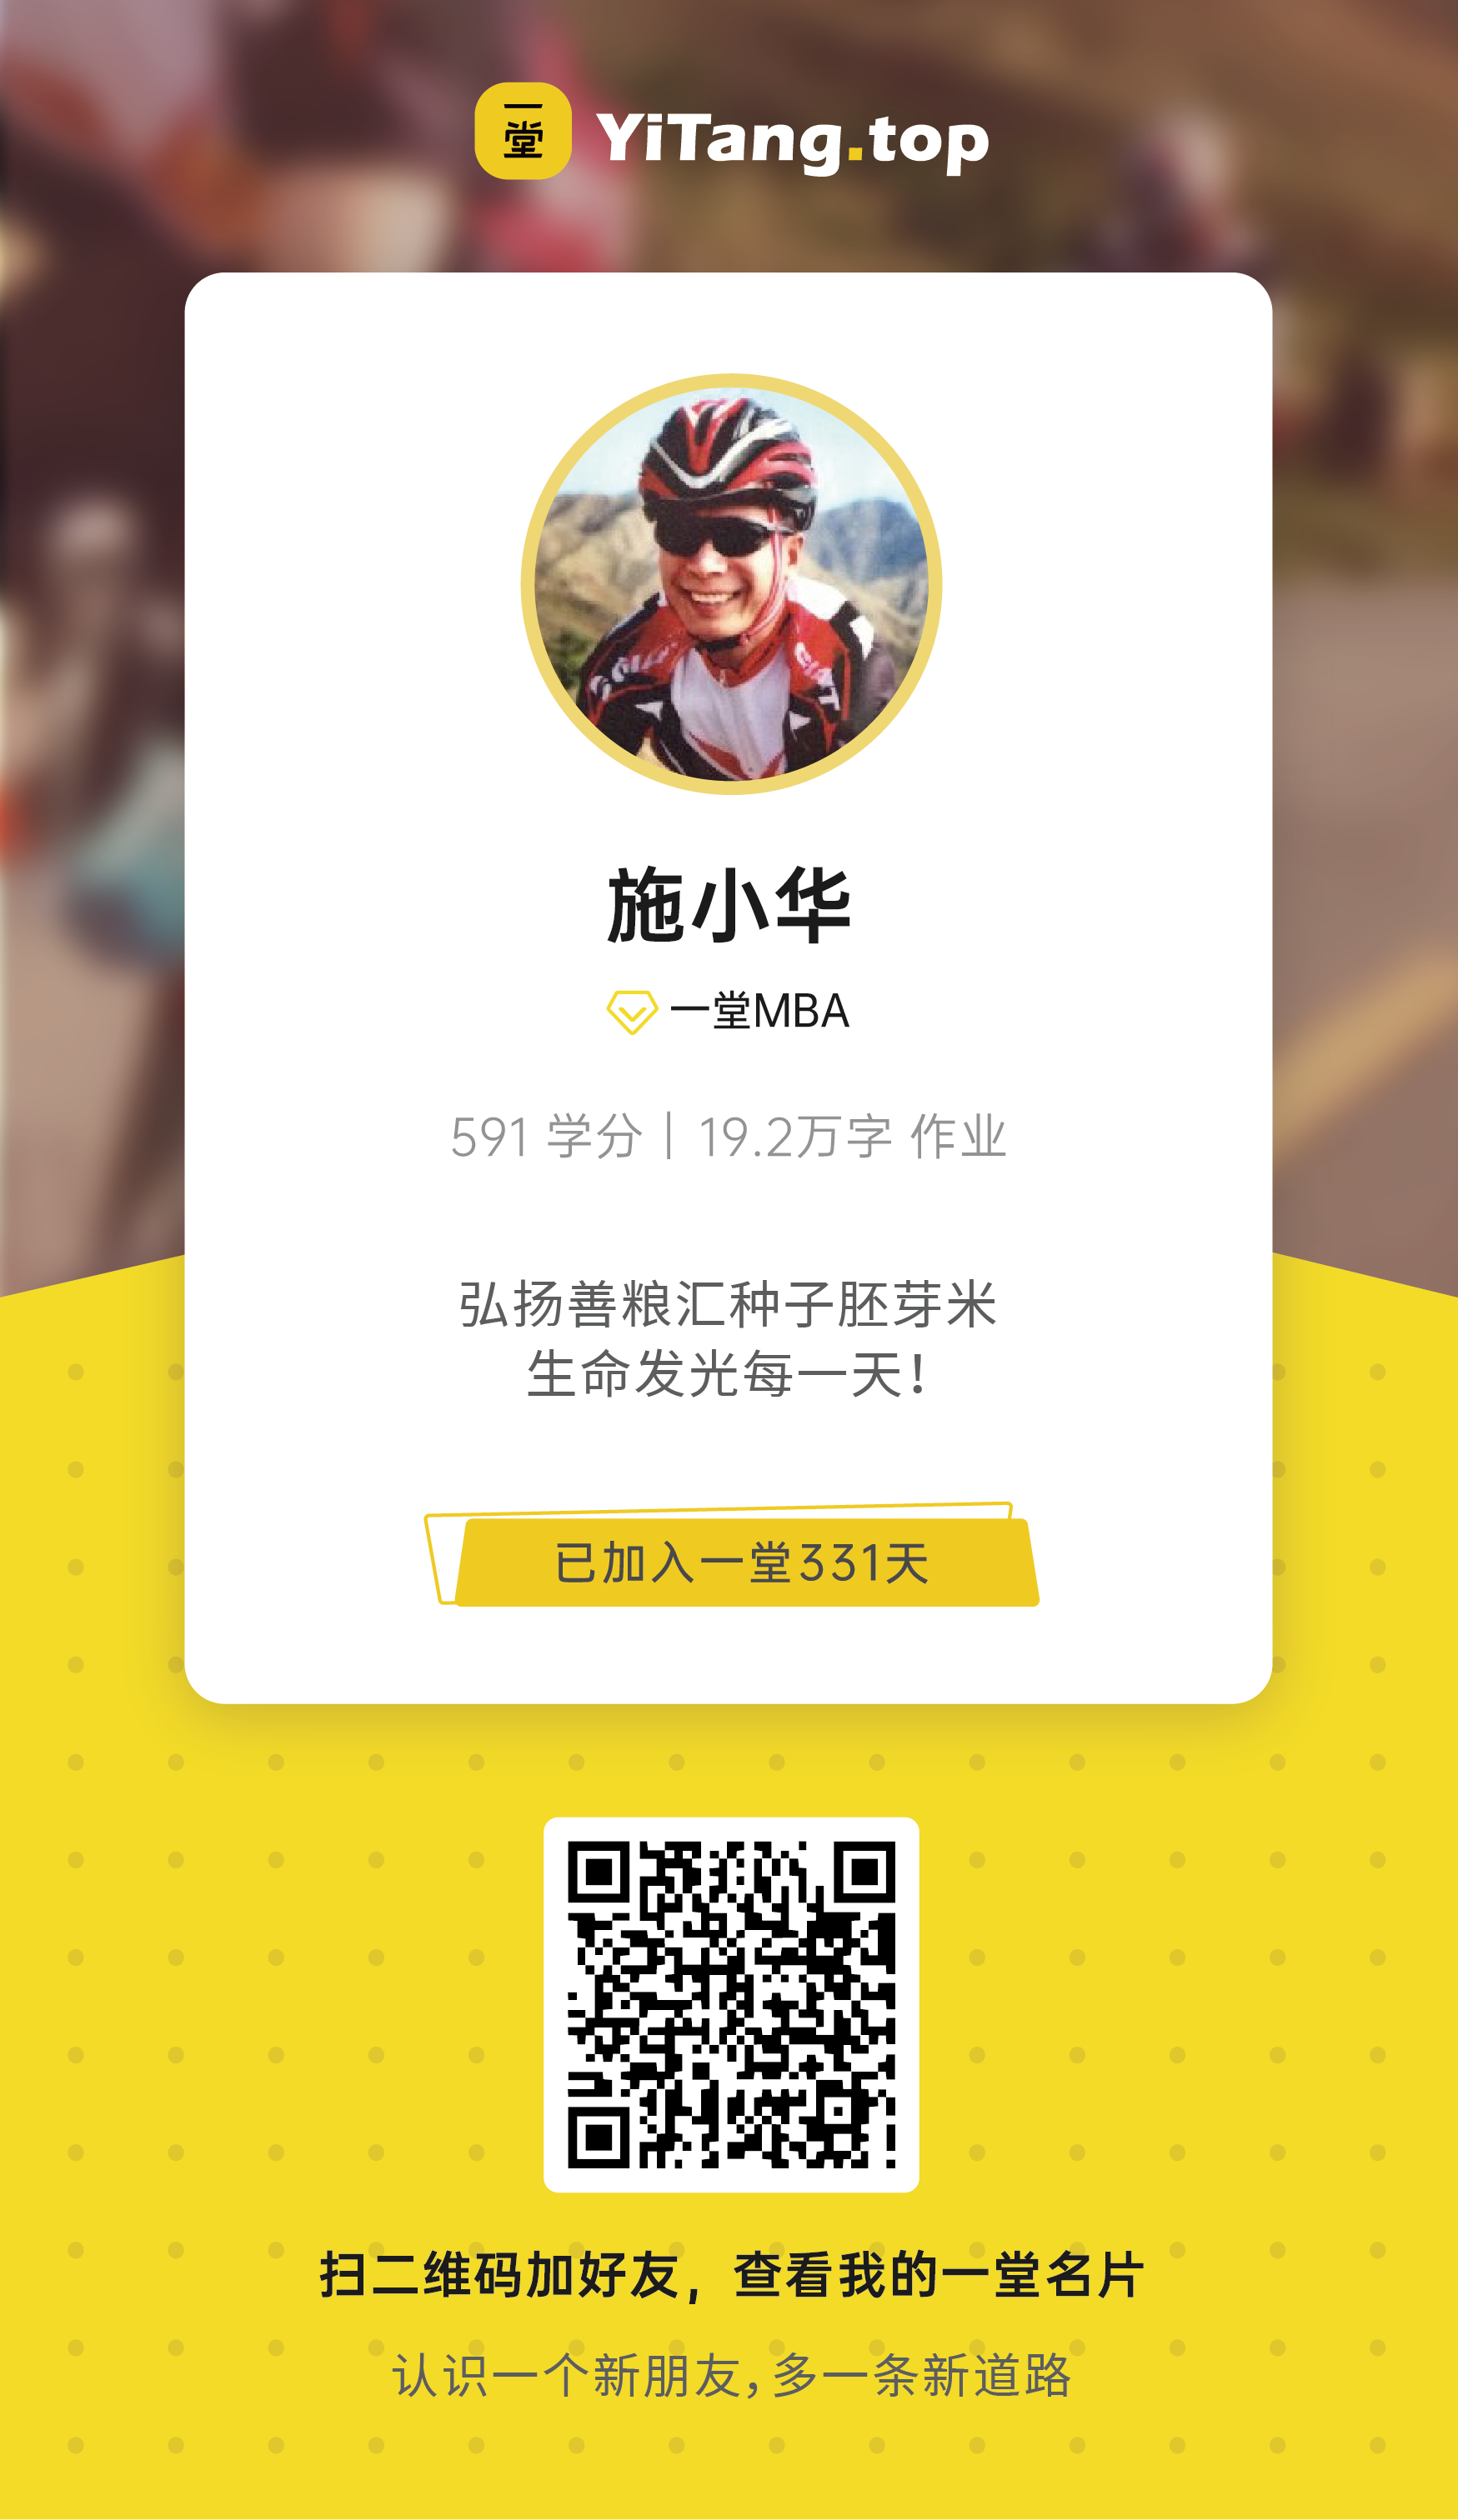 一堂
YiTang.top
施小华
一堂MBA
591 学分｜19.2万字 作业
弘扬善粮汇种子胚芽米
生命发光每一天！
已加入一堂331天
扫二维码加好友，查看我的一堂名片
认识一个新朋友，多一条新道路